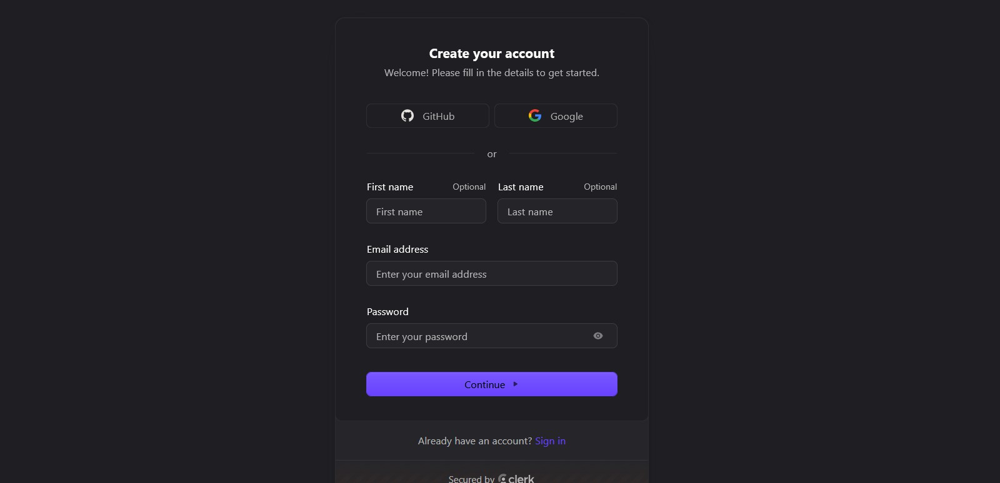 Create your account
Welcome! Please fill in the details to get started.
GitHub Google
or
First name Optional Last name Optional
First name Last name
Email address
Enter your email address
Password
Enter your password
Continue
Already have an account? Sign in
Secured by clerk